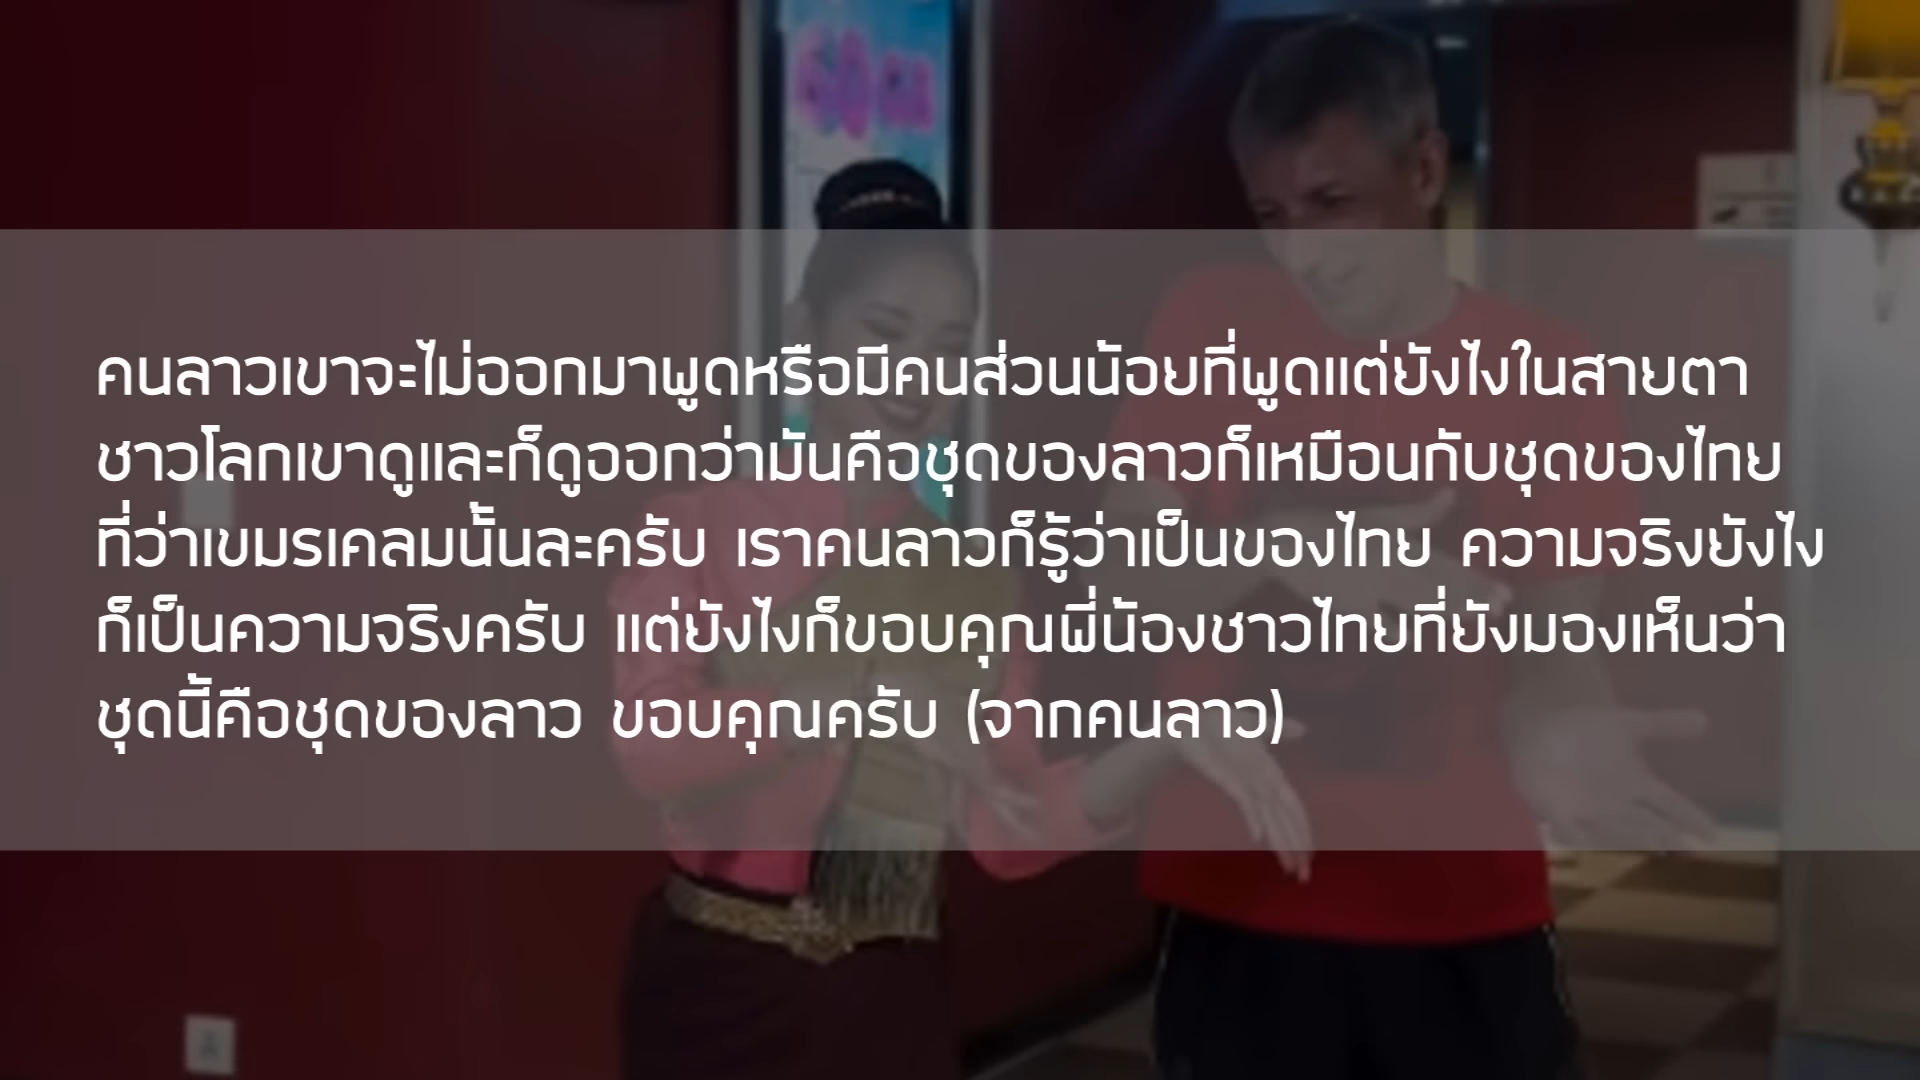 คนลาวเขาจะไม่ออกมาพูดหรือมีคนส่วนน้อยที่พูดแต่ยังไงในสายตา
ชาวโลกเขาดูและก็ดูออกว่ามันคือชุดของลาวก็เหมือนกับชุดของไทย
ที่ว่าเขมรเคลมนั้นละครับ เราคนลาวก็รู้ว่าเป็นของไทย ความจริงยังไง
ก็เป็นความจริงครับ แต่ยังไงก็ขอบคุณพี่น้องชาวไทยที่ยังมองเห็นว่า
ชุดนี้คือชุดของลาว ขอบคุณครับ (จากคนลาว)